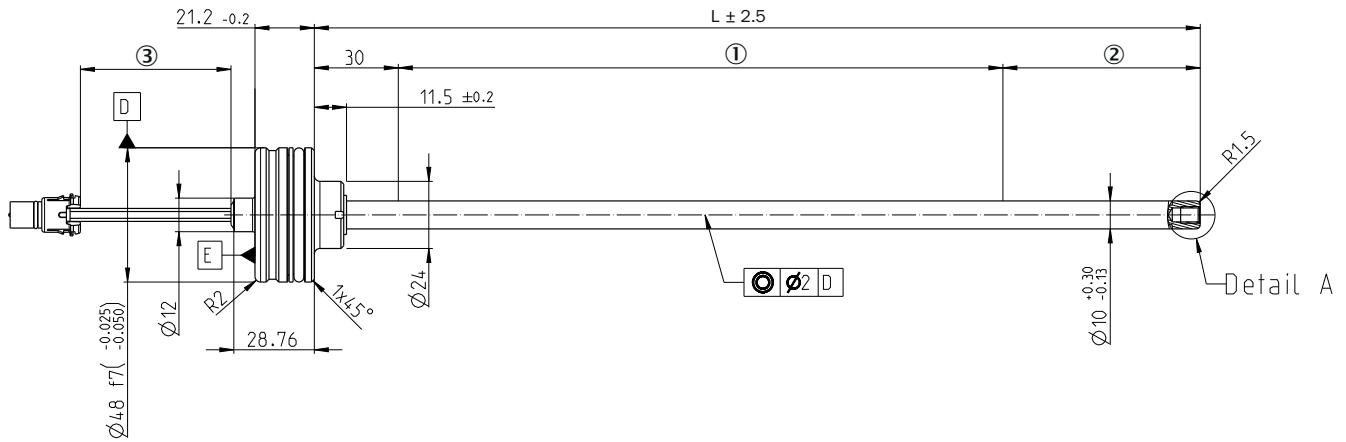 21.2 -0.2
L ± 2.5
③
30
①
②
11.5 ±0.2
D
R1.5
E
Ø12
R2
1x45°
Ø24
Ø2 D
Ø10 +0.30 -0.13
Detail A
28.76
Ø48 f7( -0.025 -0.050 )